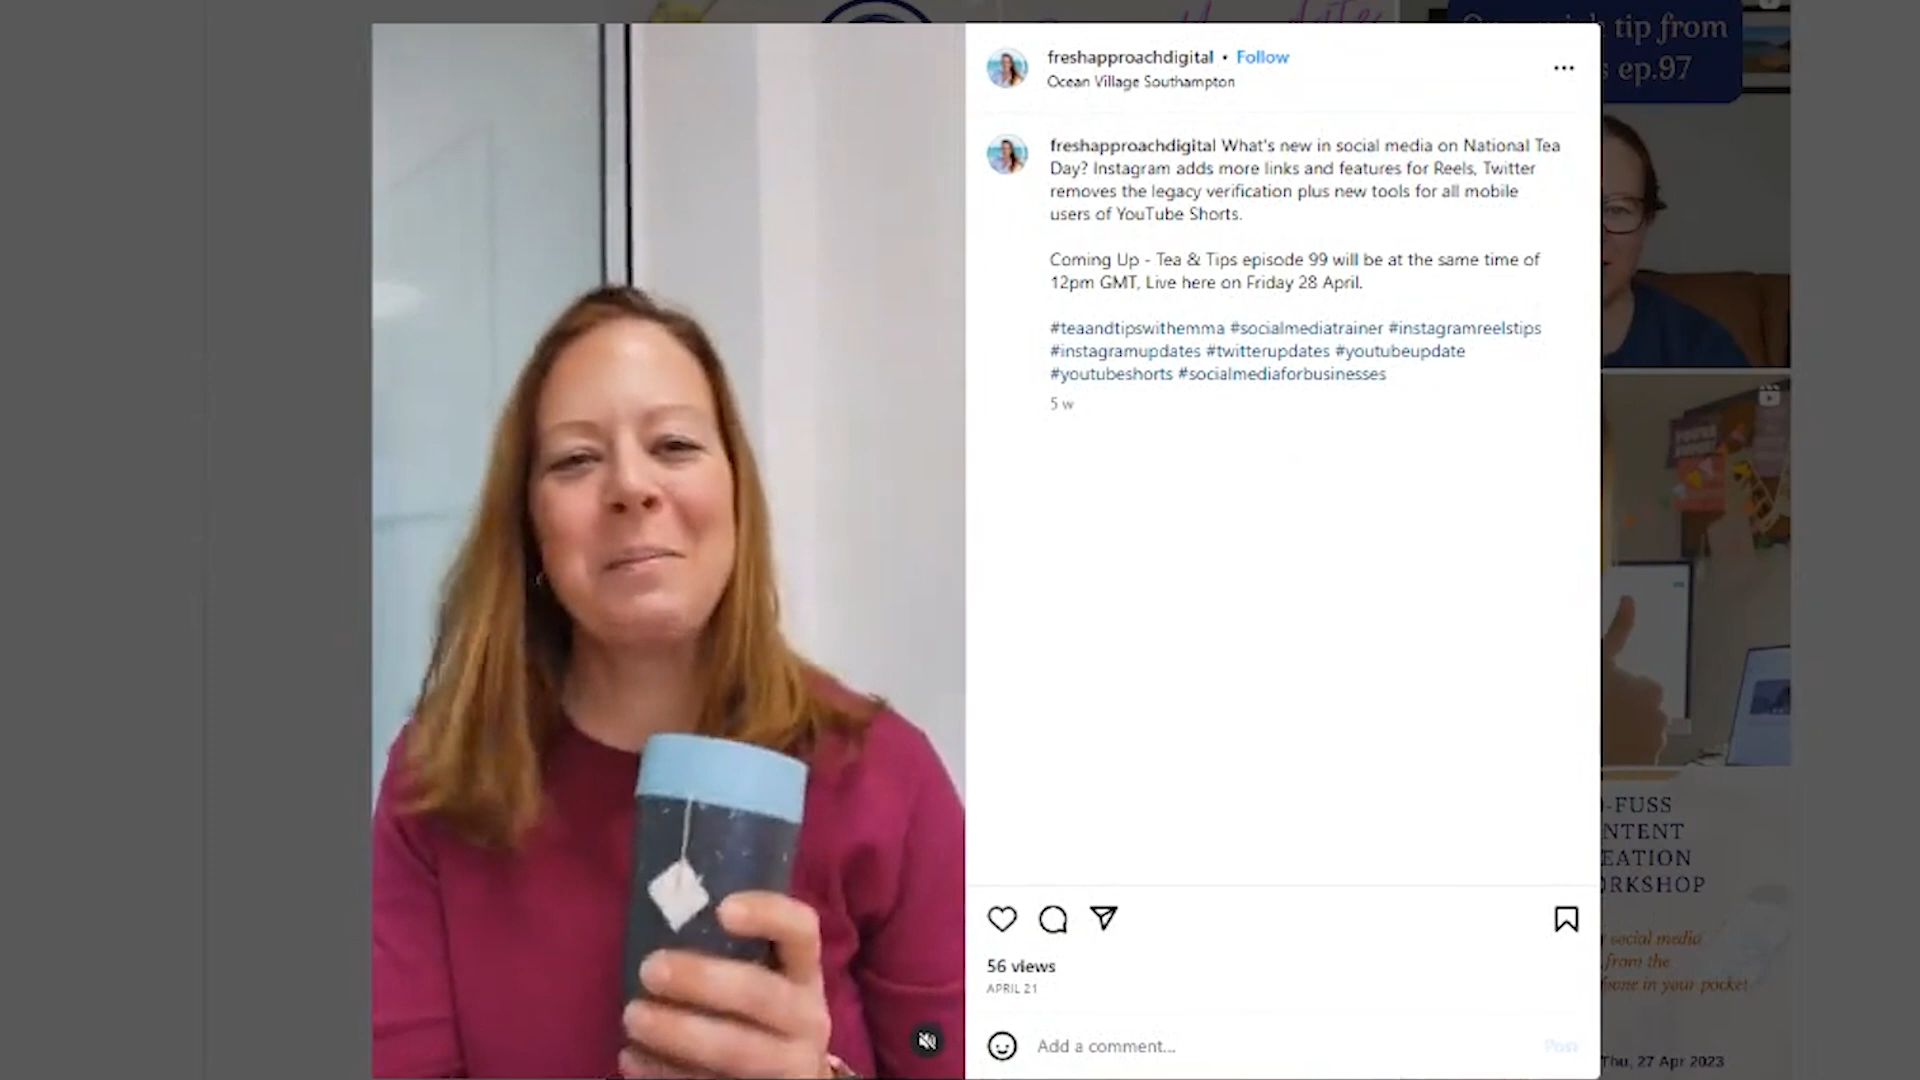 tip from
ep.97
freshapproachdigital • Follow
Ocean Village Southampton
freshapproachdigital What's new in social media on National Tea
Day? Instagram adds more links and features for Reels, Twitter
removes the legacy verification plus new tools for all mobile
users of YouTube Shorts.
Coming Up - Tea & Tips episode 99 will be at the same time of
12pm GMT, Live here on Friday 28 April.
#teaandtipswithemma #socialmediatrainer #instagramreelstips
#instagramupdates #twitterupdates #youtubeupdate
#youtubeshorts #socialmediaforbusinesses
5 w
-FUSS
NTENT
EATION
RKSHOP
social media
from the
in your pocket
56 views
APRIL 21
Add a comment...
Post
Thu, 27 Apr 2023